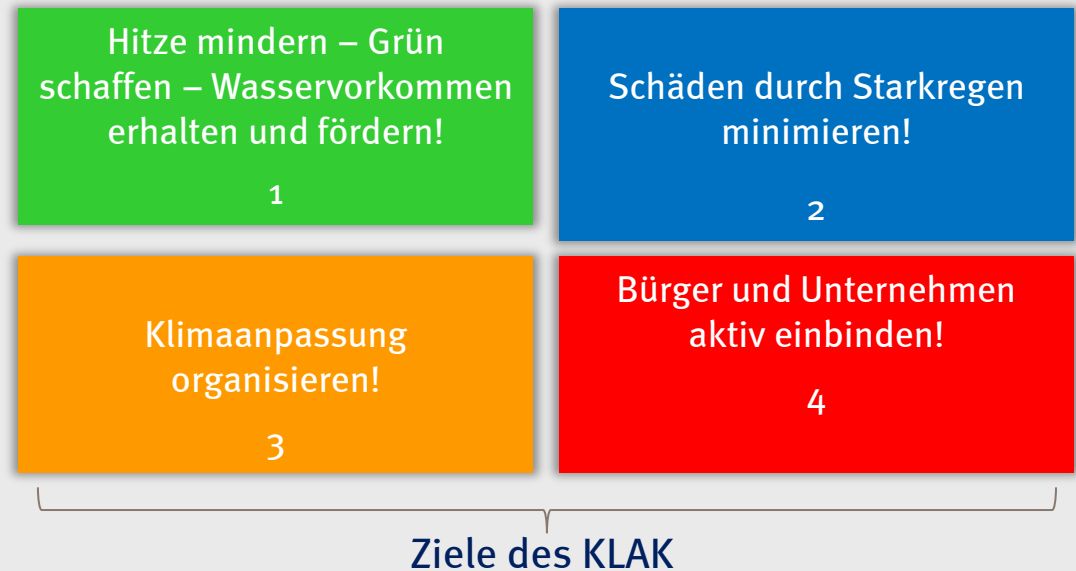 Hitze mindern – Grün
schaffen – Wasservorkommen
erhalten und fördern!
1
Schäden durch Starkregen
minimieren!
2
Klimaanpassung
organisieren!
3
Bürger und Unternehmen
aktiv einbinden!
4
Ziele des KLAK